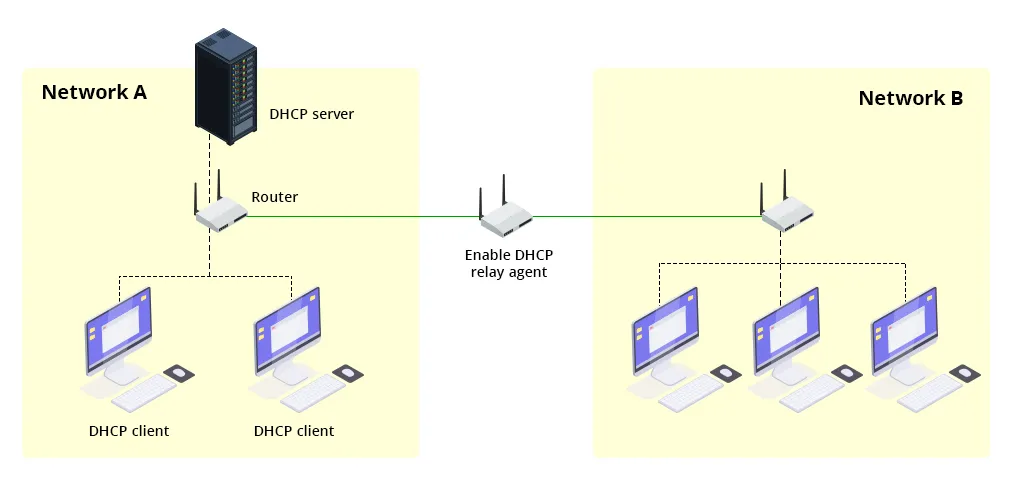 Network A
DHCP server
Network B
Router
Enable DHCP
relay agent
DHCP client
DHCP client